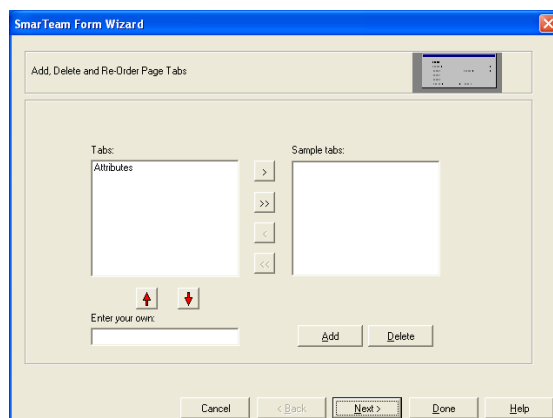 SmarTeam Form Wizard
Add, Delete and Re-Order Page Tabs
Tabs:
Sample tabs:
Attributes
>
>>
<
<<
Enter your own:
Add
Delete
Cancel
< Back
Next >
Done
Help